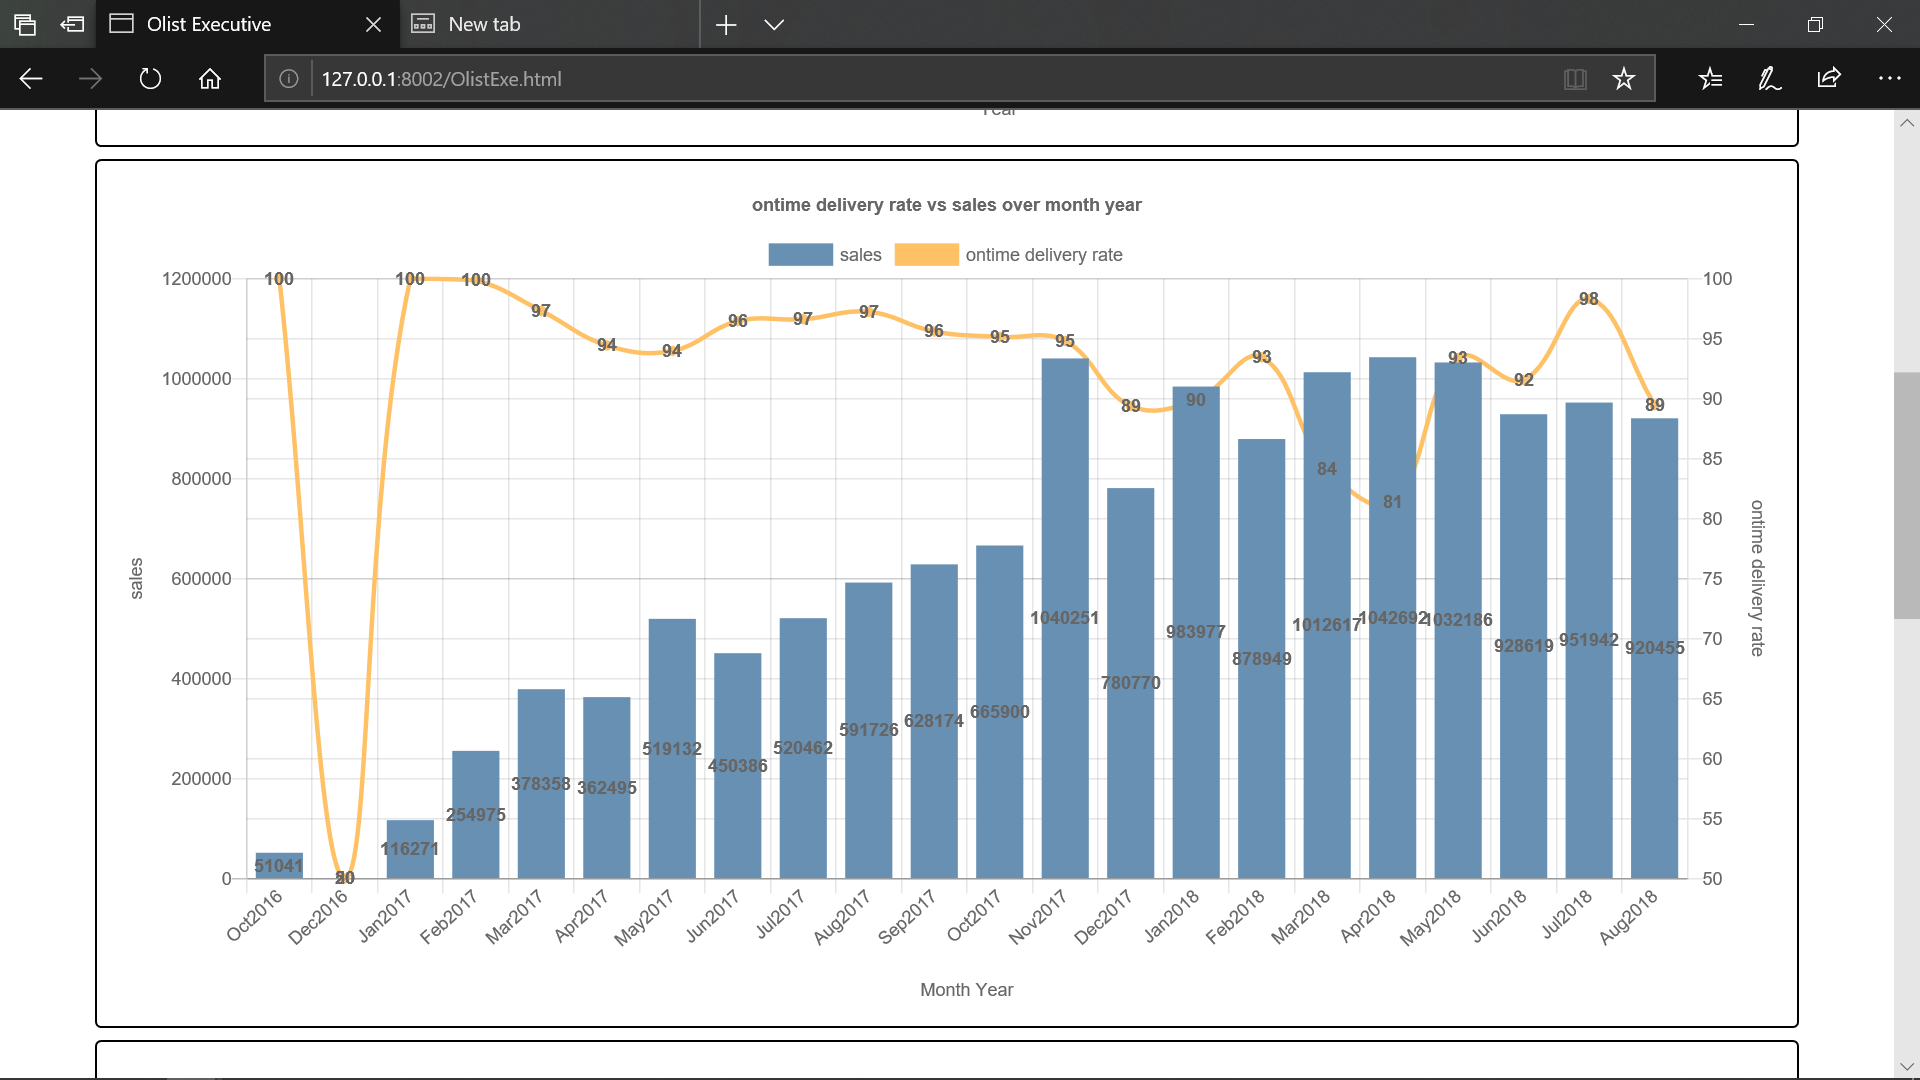 Olist Executive
New tab
127.0.0.1:8002/OlistExe.html
Year
ontime delivery rate vs sales over month year
sales
ontime delivery rate
1200000
1000000
800000
600000
400000
200000
0
sales
100
95
90
85
80
75
70
65
60
55
50
ontime delivery rate
100
100
100
97
94
94
96
97
97
96
95
95
89
90
93
84
81
93
92
98
89
51041
116271
254975
378358
362495
519132
450386
520462
591726
628174
665900
1040251
780770
983977
878949
1012617
1042692
1032186
928619
951942
920455
Oct2016
Dec2016
Jan2017
Feb2017
Mar2017
Apr2017
May2017
Jun2017
Jul2017
Aug2017
Sep2017
Oct2017
Nov2017
Dec2017
Jan2018
Feb2018
Mar2018
Apr2018
May2018
Jun2018
Jul2018
Aug2018
Month Year